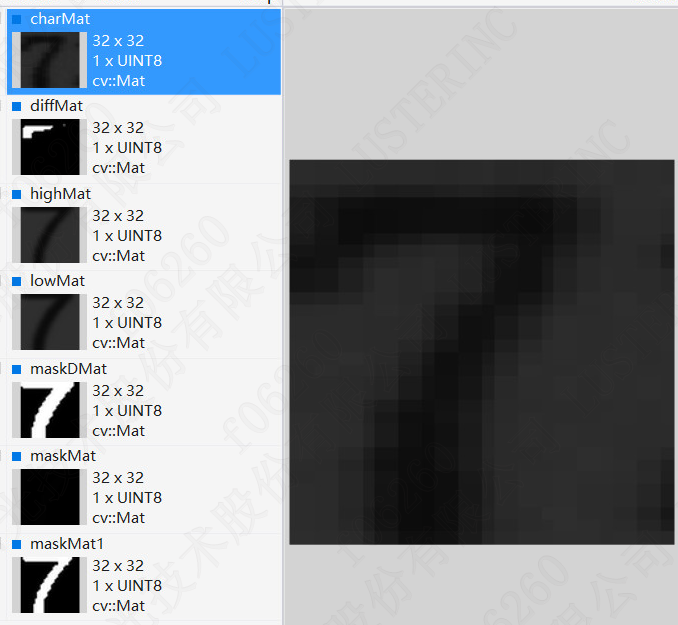 charMat
32 x 32
1 x UINT8
cv::Mat
diffMat
32 x 32
1 x UINT8
cv::Mat
highMat
32 x 32
1 x UINT8
cv::Mat
lowMat
32 x 32
1 x UINT8
cv::Mat
maskDMat
32 x 32
1 x UINT8
cv::Mat
maskMat
32 x 32
1 x UINT8
cv::Mat
maskMat1
32 x 32
1 x UINT8
cv::Mat
7